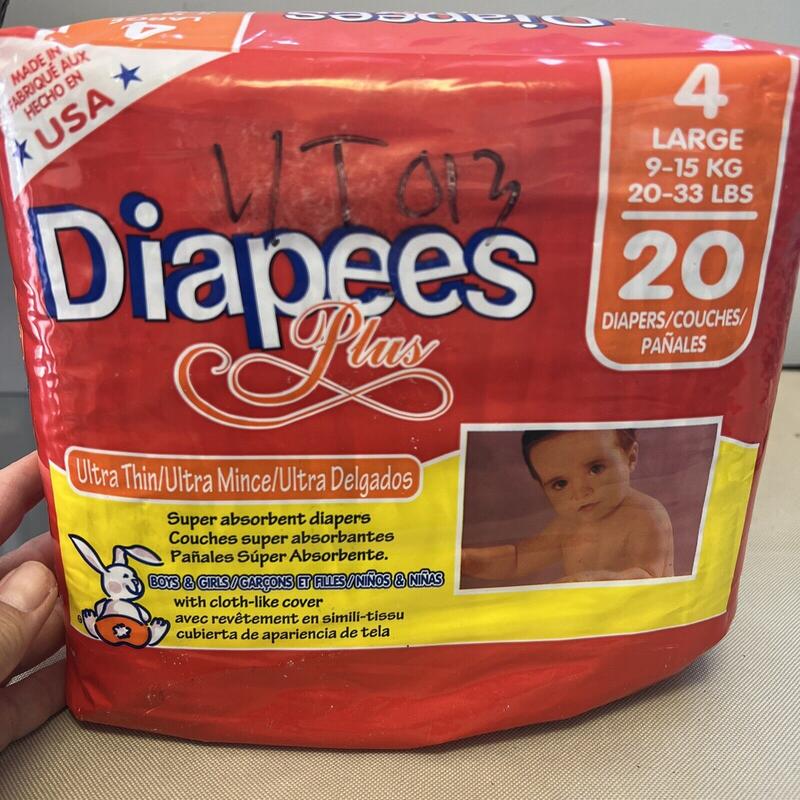 4
LARGE
Diapees
MADE IN
FABRIQUÉ AUX
HECHO EN
USA
4
LARGE
9-15 KG
20-33 LBS
20
DIAPERS/COUCHES/
PAÑALES
Diapees
Plus
Ultra Thin/Ultra Mince/Ultra Delgados
Super absorbent diapers
Couches super absorbantes
Pañales Súper Absorbente.
BOYS & GIRLS/GARÇONS ET FILLES/NIÑOS & NIÑAS
with cloth-like cover
avec revêtement en simili-tissu
cubierta de apariencia de tela